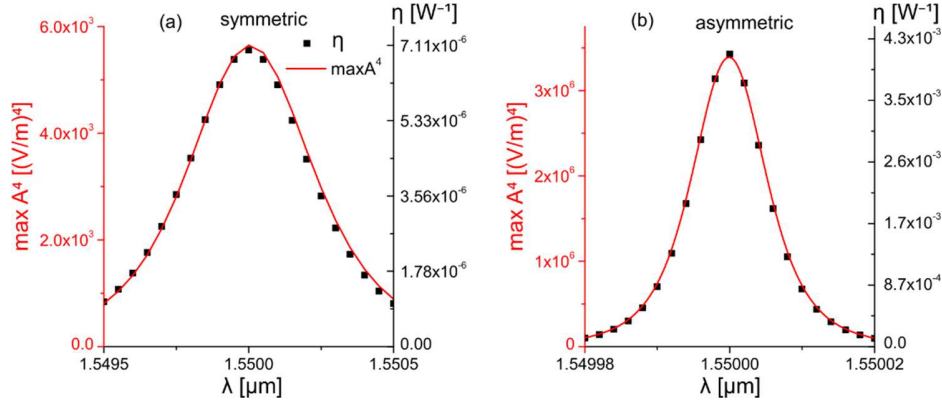 (a) symmetric
η [W⁻¹]
6.0x10³
4.0x10³
2.0x10³
0.0
max A⁴ [(V/m)⁴]
η
maxA⁴
7.11x10⁻⁶
5.33x10⁻⁶
3.56x10⁻⁶
1.78x10⁻⁶
0.00
1.5495
1.5500
1.5505
λ [µm]
(b) asymmetric
η [W⁻¹]
3x10⁶
2x10⁶
1x10⁶
0
max A⁴ [(V/m)⁴]
4.3x10⁻³
3.5x10⁻³
2.6x10⁻³
1.7x10⁻³
8.7x10⁻⁴
0.00
1.54998
1.55000
1.55002
λ [µm]